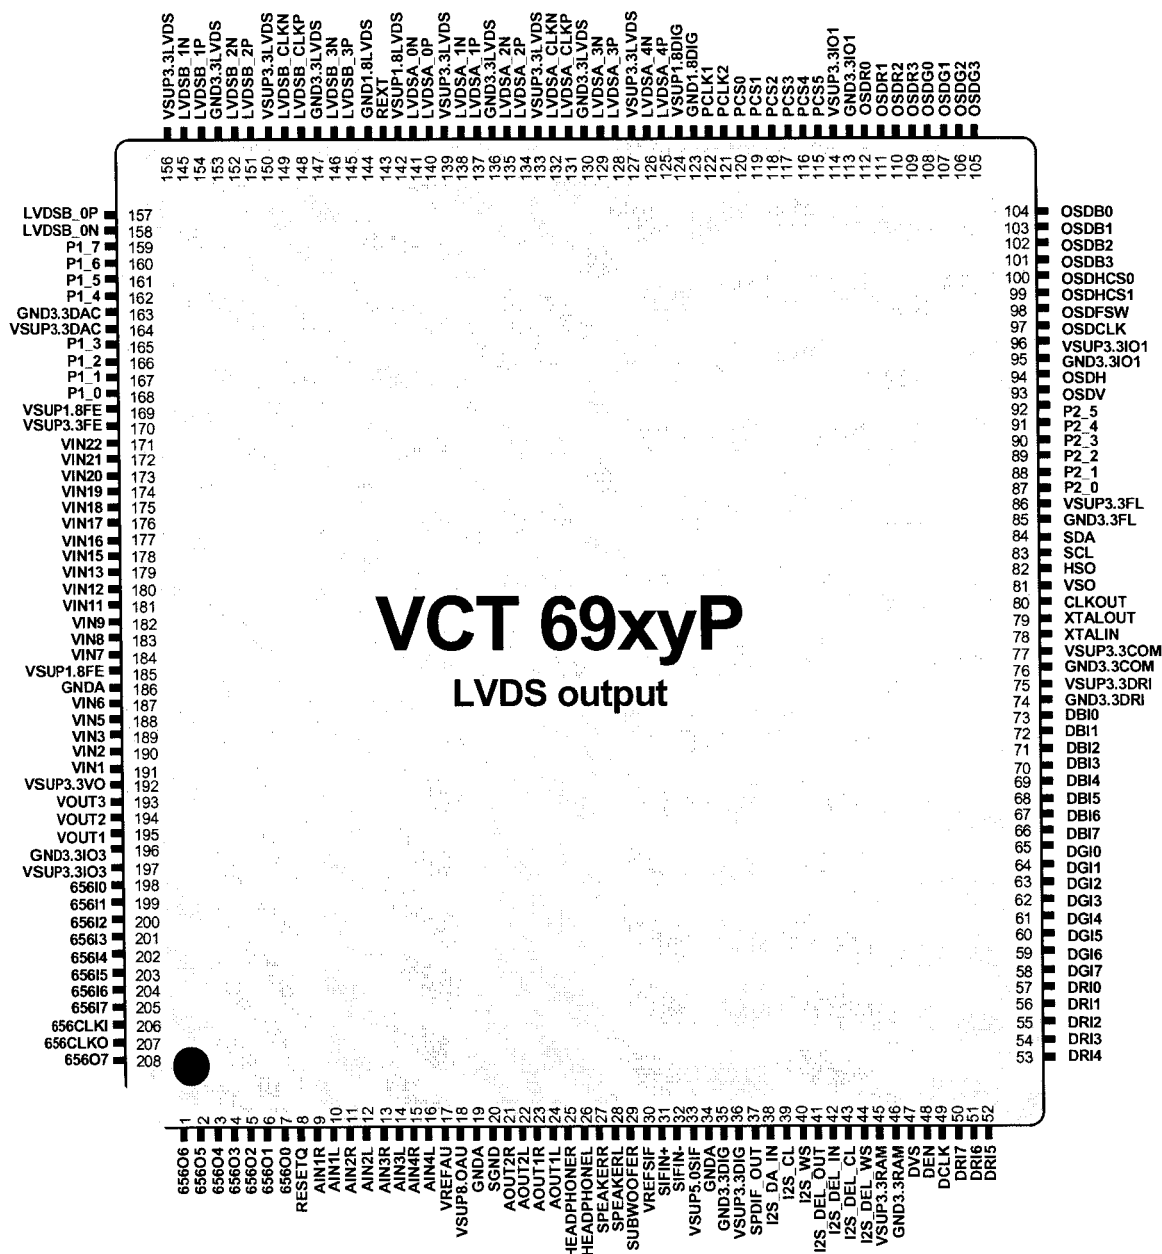 VSUP3.3LVDS
LVDSB_1N
LVDSB_1P
GND3.3LVDS
LVDSB_2N
LVDSB_2P
VSUP3.3LVDS
LVDSB_CLKN
LVDSB_CLKP
GND3.3LVDS
LVDSB_3N
LVDSB_3P
GND1.8LVDS
REXT
VSUP1.8LVDS
LVDSA_0N
LVDSA_0P
VSUP3.3LVDS
LVDSA_1N
LVDSA_1P
GND3.3LVDS
LVDSA_2N
LVDSA_2P
VSUP3.3LVDS
LVDSA_CLKN
LVDSA_CLKP
GND3.3LVDS
LVDSA_3N
LVDSA_3P
VSUP3.3LVDS
LVDSA_4N
LVDSA_4P
VSUP1.8DIG
GND1.8DIG
PCLK1
PCLK2
PCS0
PCS1
PCS2
PCS3
PCS4
PCS5
VSUP3.3IO1
GND3.3IO1
OSDR0
OSDR1
OSDR2
OSDR3
OSDG0
OSDG1
OSDG2
OSDG3
156
145
154
153
152
151
150
149
148
147
146
145
144
143
142
141
140
139
138
137
136
135
134
133
132
131
130
129
128
127
126
125
124
123
122
121
120
119
118
117
116
115
114
113
112
111
110
109
108
107
106
105
LVDSB_0P 157
LVDSB_0N 158
P1_7 159
P1_6 160
P1_5 161
P1_4 162
GND3.3DAC 163
VSUP3.3DAC 164
P1_3 165
P1_2 166
P1_1 167
P1_0 168
VSUP1.8FE 169
VSUP3.3FE 170
VIN22 171
VIN21 172
VIN20 173
VIN19 174
VIN18 175
VIN17 176
VIN16 177
VIN15 178
VIN13 179
VIN12 180
VIN11 181
VIN9 182
VIN8 183
VIN7 184
VSUP1.8FE 185
GNDA 186
VIN6 187
VIN5 188
VIN3 189
VIN2 190
VIN1 191
VSUP3.3VO 192
VOUT3 193
VOUT2 194
VOUT1 195
GND3.3IO3 196
VSUP3.3IO3 197
656I0 198
656I1 199
656I2 200
656I3 201
656I4 202
656I5 203
656I6 204
656I7 205
656CLKI 206
656CLKO 207
656O7 208
VCT 69xyP
LVDS output
104 OSDB0
103 OSDB1
102 OSDB2
101 OSDB3
100 OSDHCS0
99 OSDHCS1
98 OSDFSW
97 OSDCLK
96 VSUP3.3IO1
95 GND3.3IO1
94 OSDH
93 OSDV
92 P2_5
91 P2_4
90 P2_3
89 P2_2
88 P2_1
87 P2_0
86 VSUP3.3FL
85 GND3.3FL
84 SDA
83 SCL
82 HSO
81 VSO
80 CLKOUT
79 XTALOUT
78 XTALIN
77 VSUP3.3COM
76 GND3.3COM
75 VSUP3.3DRI
74 GND3.3DRI
73 DBI0
72 DBI1
71 DBI2
70 DBI3
69 DBI4
68 DBI5
67 DBI6
66 DBI7
65 DGI0
64 DGI1
63 DGI2
62 DGI3
61 DGI4
60 DGI5
59 DGI6
58 DGI7
57 DRI0
56 DRI1
55 DRI2
54 DRI3
53 DRI4
1
2
3
4
5
6
7
8
9
10
11
12
13
14
15
16
17
18
19
20
21
22
23
24
25
26
27
28
29
30
31
32
33
34
35
36
37
38
39
40
41
42
43
44
45
46
47
48
49
50
51
52
656O6
656O5
656O4
656O3
656O2
656O1
656O0
RESETQ
AIN1R
AIN1L
AIN2R
AIN2L
AIN3R
AIN3L
AIN4R
AIN4L
VREFAU
VSUP8.0AU
GNDA
SGND
AOUT2R
AOUT2L
AOUT1R
AOUT1L
HEADPHONER
HEADPHONEL
SPEAKERR
SPEAKERL
SUBWOOFER
VREFSIF
SIFIN+
SIFIN-
VSUP5.0SIF
GNDA
GND3.3DIG
VSUP3.3DIG
SPDIF_OUT
I2S_DA_IN
I2S_CL
I2S_WS
I2S_DEL_OUT
I2S_DEL_IN
I2S_DEL_CL
I2S_DEL_WS
VSUP3.3RAM
GND3.3RAM
DVS
DEN
DCLK
DRI7
DRI6
DRI5